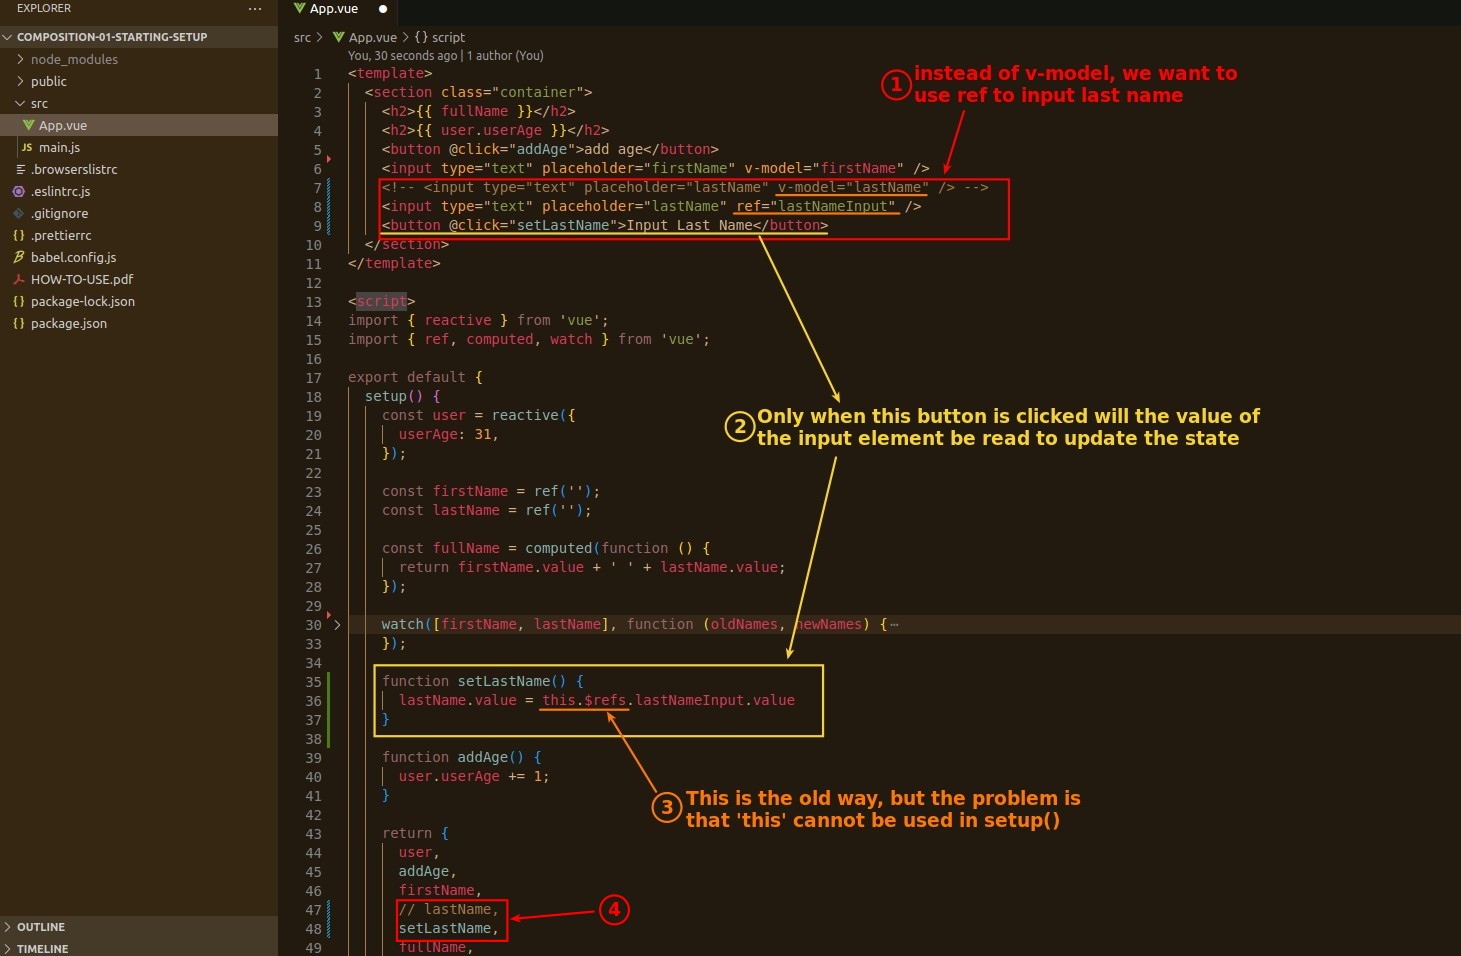 EXPLORER
COMPOSITION-01-STARTING-SETUP
node_modules
public
src
App.vue
JS main.js
.browserslistrc
.eslintrc.js
.gitignore
.prettierrc
babel.config.js
HOW-TO-USE.pdf
{} package-lock.json
{} package.json
OUTLINE
TIMELINE
App.vue
src > App.vue > {} script
You, 30 seconds ago | 1 author (You)
1 <template>
2 <section class="container">
3 <h2>{{ fullName }}</h2>
4 <h2>{{ user.userAge }}</h2>
5 <button @click="addAge">add age</button>
6 <input type="text" placeholder="firstName" v-model="firstName" />
7 <!-- <input type="text" placeholder="lastName" v-model="lastName" /> -->
8 <input type="text" placeholder="lastName" ref="lastNameInput" />
9 <button @click="setLastName">Input Last Name</button>
10 </section>
11 </template>
12
13 <script>
14 import { reactive } from 'vue';
15 import { ref, computed, watch } from 'vue';
16
17 export default {
18 setup() {
19 const user = reactive({
20 userAge: 31,
21 });
22
23 const firstName = ref('');
24 const lastName = ref('');
25
26 const fullName = computed(function () {
27 return firstName.value + ' ' + lastName.value;
28 });
29
30 watch([firstName, lastName], function (oldNames, newNames) {⋯
33 });
34
35 function setLastName() {
36 lastName.value = this.$refs.lastNameInput.value
37 }
38
39 function addAge() {
40 user.userAge += 1;
41 }
42
43 return {
44 user,
45 addAge,
46 firstName,
47 // lastName,
48 setLastName,
49 fullName,
1 instead of v-model, we want to
use ref to input last name
2 Only when this button is clicked will the value of
the input element be read to update the state
3 This is the old way, but the problem is
that 'this' cannot be used in setup()
4